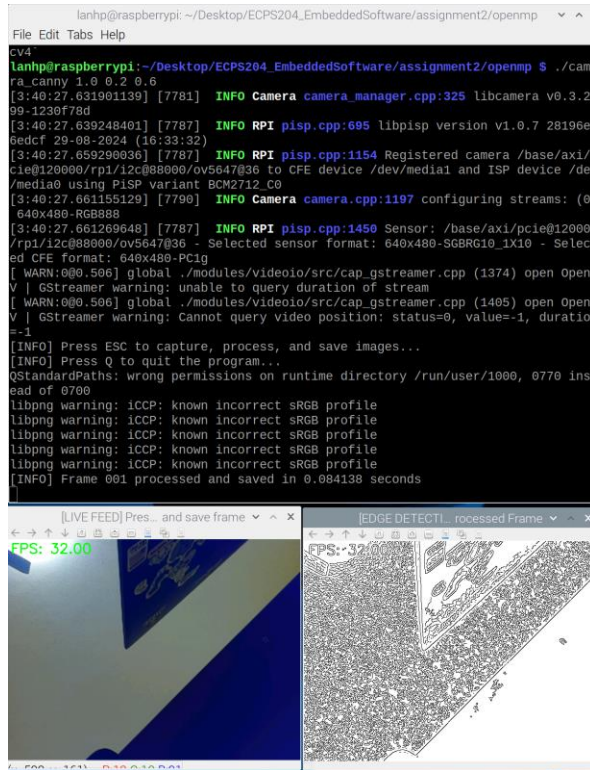 lanhp@raspberrypi: ~/Desktop/ECPS204_EmbeddedSoftware/assignment2/openmp
File Edit Tabs Help
cv4`
lanhp@raspberrypi:~/Desktop/ECPS204_EmbeddedSoftware/assignment2/openmp $ ./cam
ra_canny 1.0 0.2 0.6
[3:40:27.631901139] [7781] INFO Camera camera_manager.cpp:325 libcamera v0.3.2
99-1230f78d
[3:40:27.639248401] [7787] INFO RPI pisp.cpp:695 libpisp version v1.0.7 28196e
6edcf 29-08-2024 (16:33:32)
[3:40:27.659290036] [7787] INFO RPI pisp.cpp:1154 Registered camera /base/axi/
cie@120000/rp1/i2c@88000/ov5647@36 to CFE device /dev/media1 and ISP device /de
/media0 using PiSP variant BCM2712_C0
[3:40:27.661155129] [7790] INFO Camera camera.cpp:1197 configuring streams: (0
640x480-RGB888
[3:40:27.661269648] [7787] INFO RPI pisp.cpp:1450 Sensor: /base/axi/pcie@12000
/rp1/i2c@88000/ov5647@36 - Selected sensor format: 640x480-SGBRG10_1X10 - Selec
ed CFE format: 640x480-PC1g
[ WARN:0@0.506] global ./modules/videoio/src/cap_gstreamer.cpp (1374) open Open
V | GStreamer warning: unable to query duration of stream
[ WARN:0@0.506] global ./modules/videoio/src/cap_gstreamer.cpp (1405) open Open
V | GStreamer warning: Cannot query video position: status=0, value=-1, duratio
=-1
[INFO] Press ESC to capture, process, and save images...
[INFO] Press Q to quit the program...
QStandardPaths: wrong permissions on runtime directory /run/user/1000, 0770 ins
ead of 0700
libpng warning: iCCP: known incorrect sRGB profile
libpng warning: iCCP: known incorrect sRGB profile
libpng warning: iCCP: known incorrect sRGB profile
libpng warning: iCCP: known incorrect sRGB profile
[INFO] Frame 001 processed and saved in 0.084138 seconds
[LIVE FEED] Pres... and save frame
[EDGE DETECTI... rocessed Frame
FPS: 32.00
FPS: 32